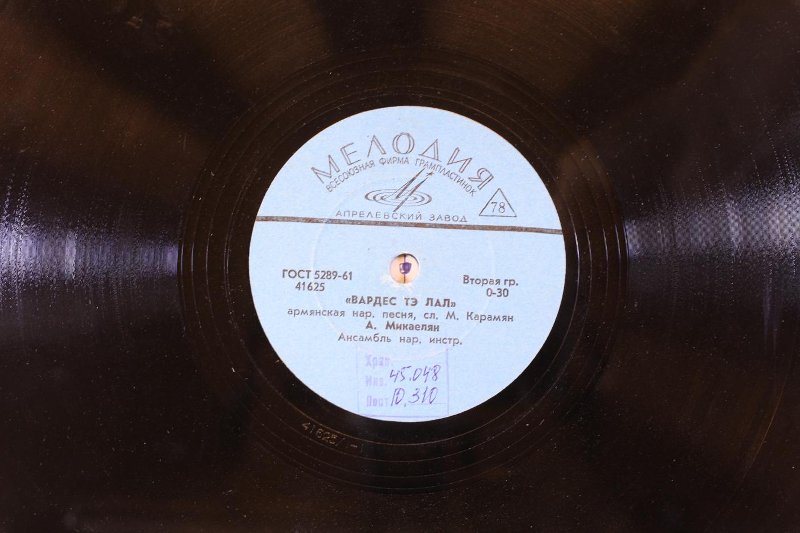 МЕЛОДИЯ
ВСЕСОЮЗНАЯ ФИРМА ГРАМПЛАСТИНОК
78
АПРЕЛЕВСКИЙ ЗАВОД
ГОСТ 5289-61
41625
Вторая гр.
0-30
«ВАРДЕС ТЭ ЛАЛ»
армянская нар. песня, сл. М. Карамян
А. Микаелян
Ансамбль нар. инстр.
Хран.
Инв. 45.048
Пост. 10.310
41625/